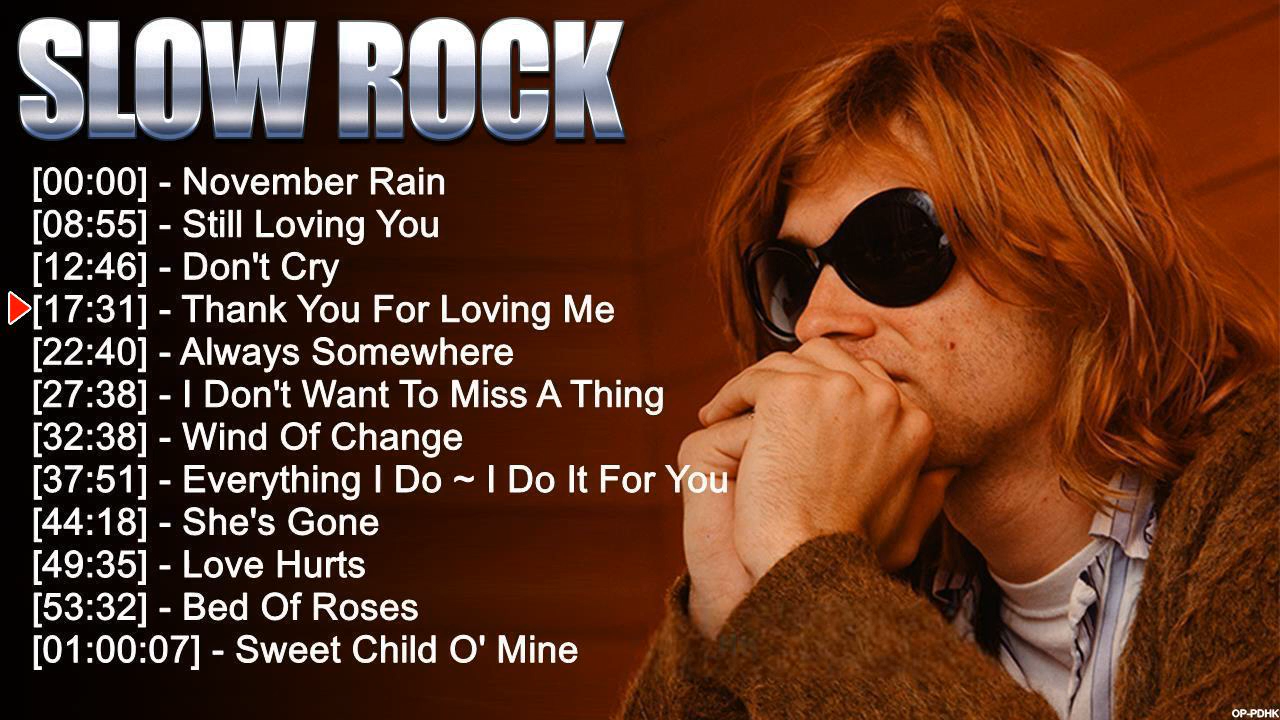 SLOW ROCK
[00:00] - November Rain
[08:55] - Still Loving You
[12:46] - Don't Cry
[17:31] - Thank You For Loving Me
[22:40] - Always Somewhere
[27:38] - I Don't Want To Miss A Thing
[32:38] - Wind Of Change
[37:51] - Everything I Do ~ I Do It For You
[44:18] - She's Gone
[49:35] - Love Hurts
[53:32] - Bed Of Roses
[01:00:07] - Sweet Child O' Mine
OP-PDHK